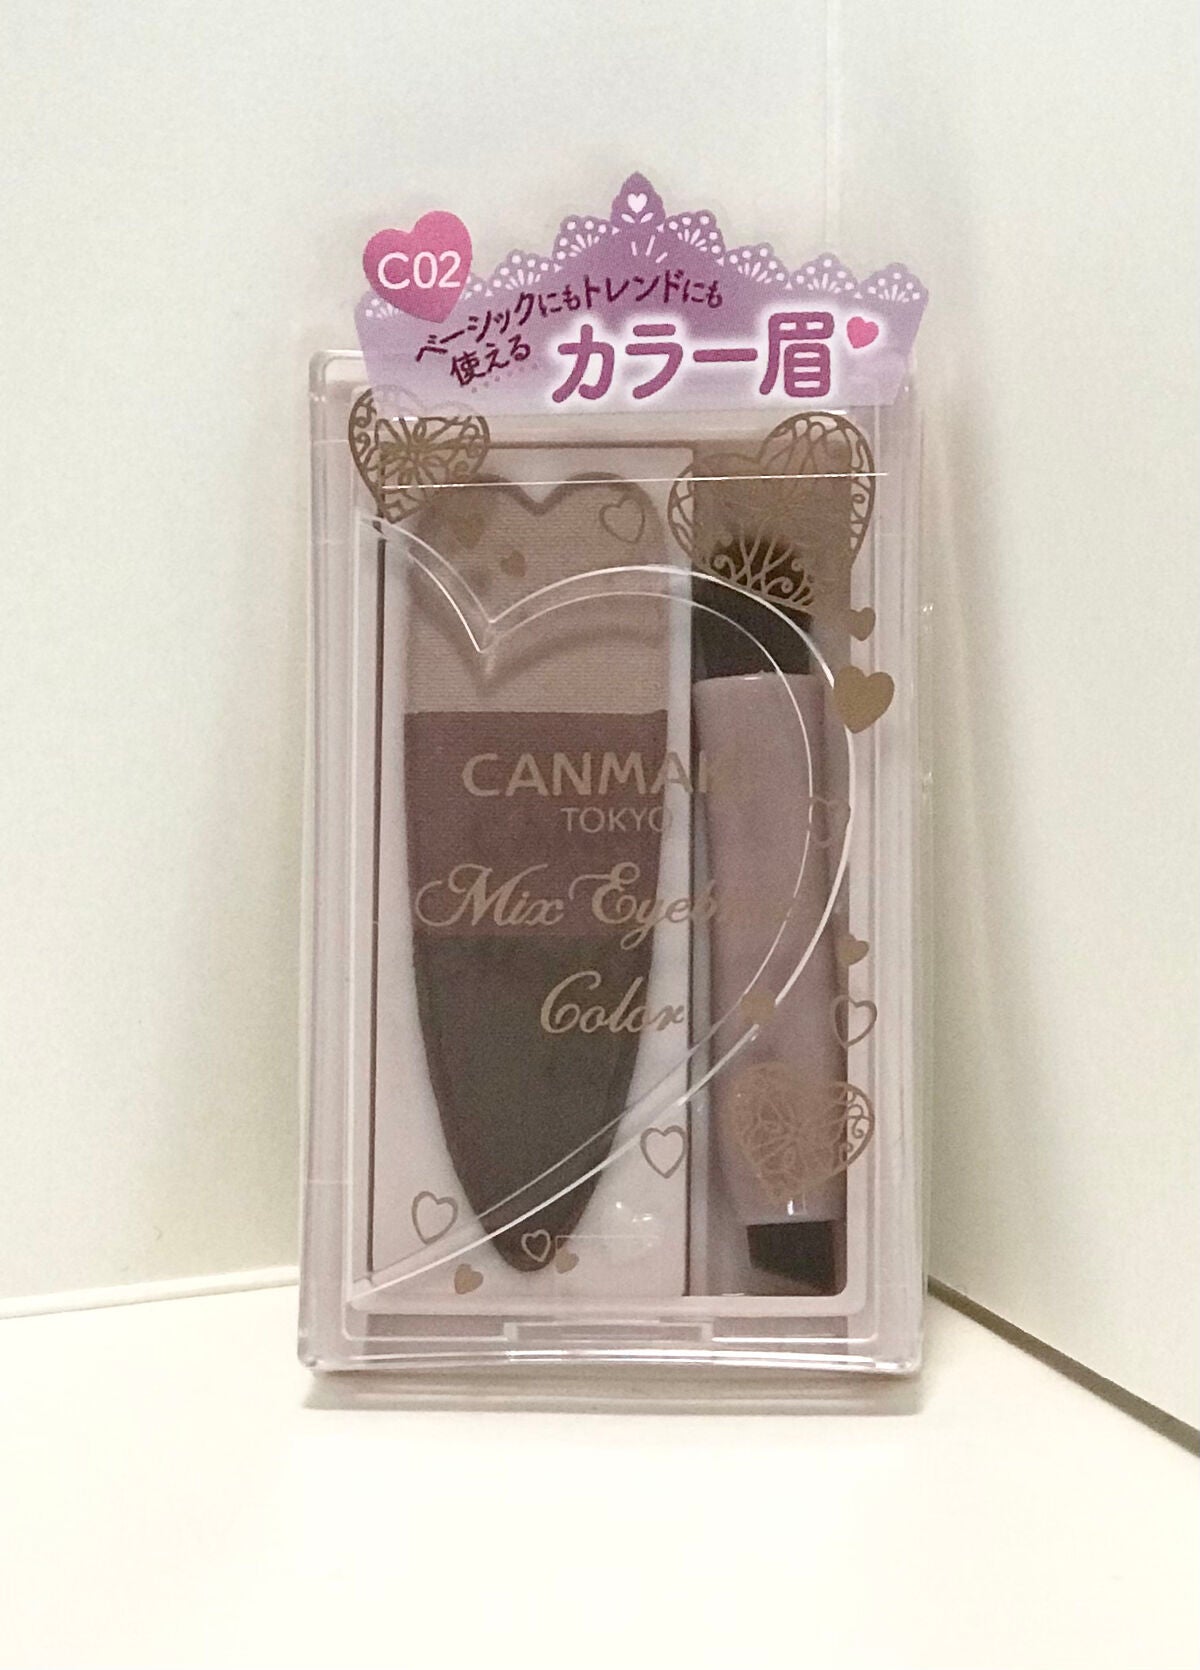 C02
ベーシックにもトレンドにも
使える
カラー眉
CANMA
TOKYO
Mix Eyeb
Color